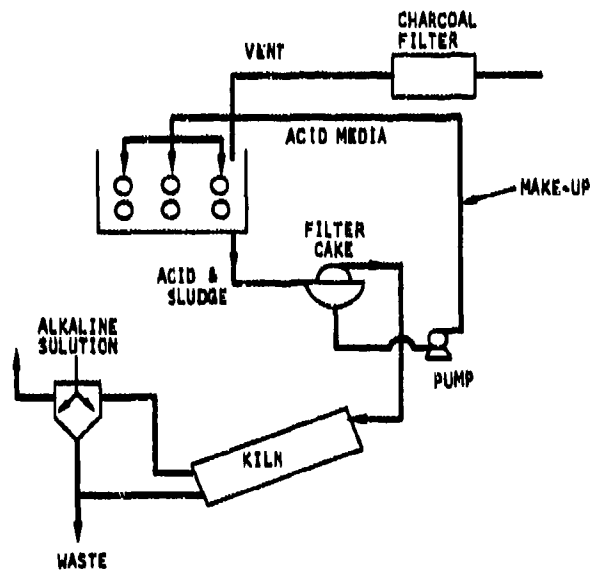 CHARCOAL
FILTER
VENT
ACID MEDIA
MAKE-UP
FILTER
CAKE
ACID &
SLUDGE
ALKALINE
SOLUTION
PUMP
KILN
WASTE